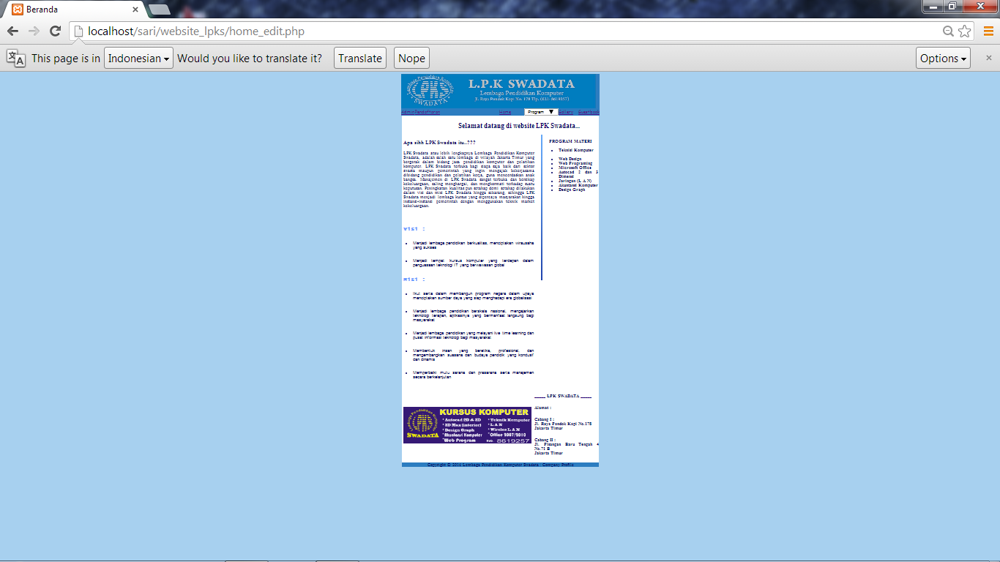 Beranda
localhost/sari/website_lpks/home_edit.php
This page is in Indonesian Would you like to translate it? Translate Nope Options
Lembaga Pendidikan Komputer
LPKS
SWADATA
L.P.K SWADATA
Lembaga Pendidikan Komputer
Jl. Raya Pondok Kopi No. 178 Tlp. (021- 8619257)
Home Program Gallery Guestbook
Selamat datang di website LPK Swadata...
Apa sihh LPK Swadata itu..???
LPK Swadata atau lebih lengkapnya Lembaga Pendidikan Komputer
Swadata, adalah salah satu lembaga di wilayah Jakarta Timur yang
bergerak dalam bidang jasa pendidikan komputer dan pelatihan
komputer. LPK Swadata terbuka bagi siapa saja baik dari sektor
swasta maupun pemerintah yang ingin mengajak bekerjasama
dibidang pendidikan dan pelatihan kerja, guna mencerdaskan anak
bangsa. Manajemen di LPK Swadata sangat terbuka dan bersikap
kekeluargaan, saling menghargai, dan menghormati terhadap suatu
keputusan. Peningkatan kualitas pun setahap demi setahap dilakukan
dalam visi dan misi LPK Swadata hingga sekarang, sehingga LPK
Swadata menjadi lembaga kursus yang dipercaya masyarakat hingga
instansi-instansi pemerintah dengan menggunakan teknik market
kekeluargaan.
visi :
Menjadi lembaga pendidikan berkualitas, menciptakan wirausaha
yang sukses
Menjadi tempat kursus komputer yang terdepan dalam
penguasaan teknologi IT yang berwawasan global
misi :
Ikut serta dalam membangun program negara dalam upaya
menciptakan sumber daya yang siap menghadapi era globalisasi
Menjadi lembaga pendidikan berskala nasional, mengajarkan
teknologi terapan, aplikasinya yang bermanfaat langsung bagi
masyarakat
Menjadi lembaga pendidikan yang melayani live time learning dan
pusat informasi teknologi bagi masyarakat
Membentuk insan yang beretika, profesional, dan
mengembangkan suasana dan budaya pendidik yang kondusif
dan dinamis
Memperbaiki mutu sarana dan prasarana serta manajemen
secara berkelanjutan
PROGRAM MATERI
Teknisi Komputer
Web Design
Web Programing
Microsoft Office
Autocad 2 dan 3
Dimensi
Jaringan (L A N)
Akuntansi Komputer
Design Graph
_____ LPK SWADATA _____
Alamat :
Cabang I :
Jl. Raya Pondok Kopi No.178
Jakarta Timur
Cabang II :
Jl. Pisangan Baru Tengah 4
No.71 B
Jakarta Timur
SWADATA
KURSUS KOMPUTER
*Autocad 2D & 3D *Teknik Komputer
*3D Max (interior) *L A N
*Design Graph *Wireles L A N
*Akuntansi Komputer *Office 2007/2010
*Web Program 8619257
Copyright © 2014 Lembaga Pendidikan Komputer Swadata - Company Profile